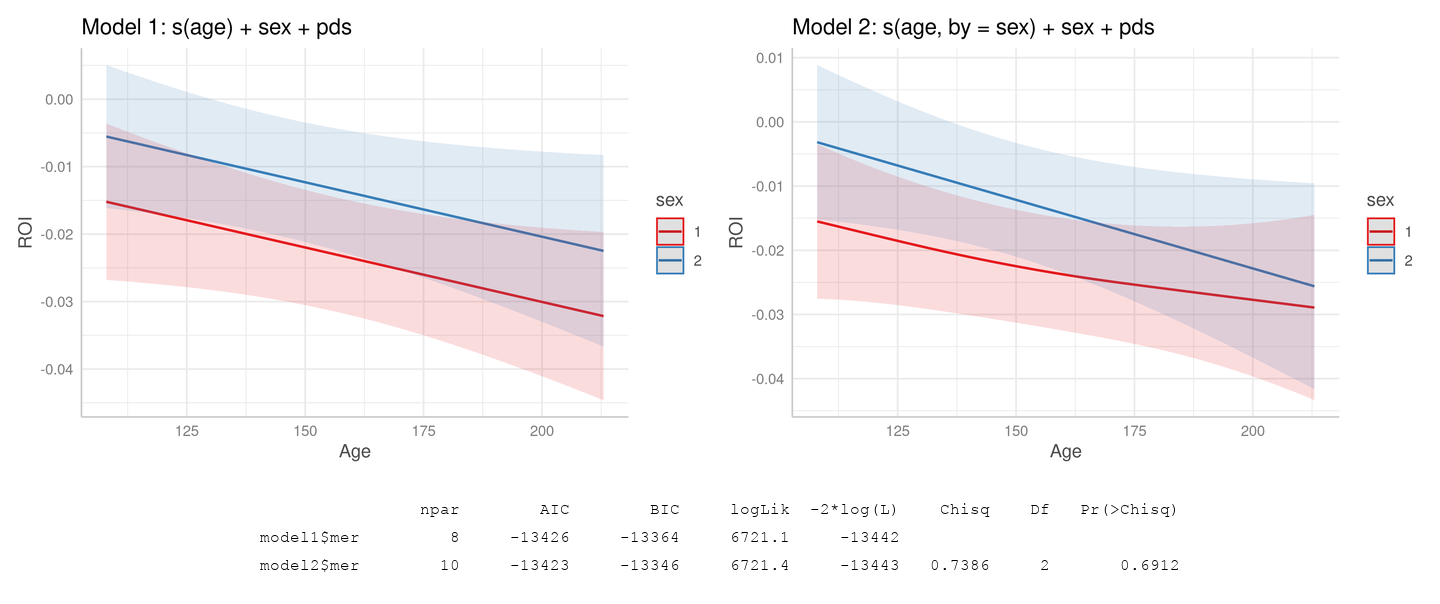 Model 1: s(age) + sex + pds
0.00
-0.01
-0.02
-0.03
-0.04
ROI
125 150 175 200
Age
sex
1
2
Model 2: s(age, by = sex) + sex + pds
0.01
0.00
-0.01
-0.02
-0.03
-0.04
ROI
125 150 175 200
Age
sex
1
2
npar AIC BIC logLik -2*log(L) Chisq Df Pr(>Chisq)
model1$mer 8 -13426 -13364 6721.1 -13442
model2$mer 10 -13423 -13346 6721.4 -13443 0.7386 2 0.6912